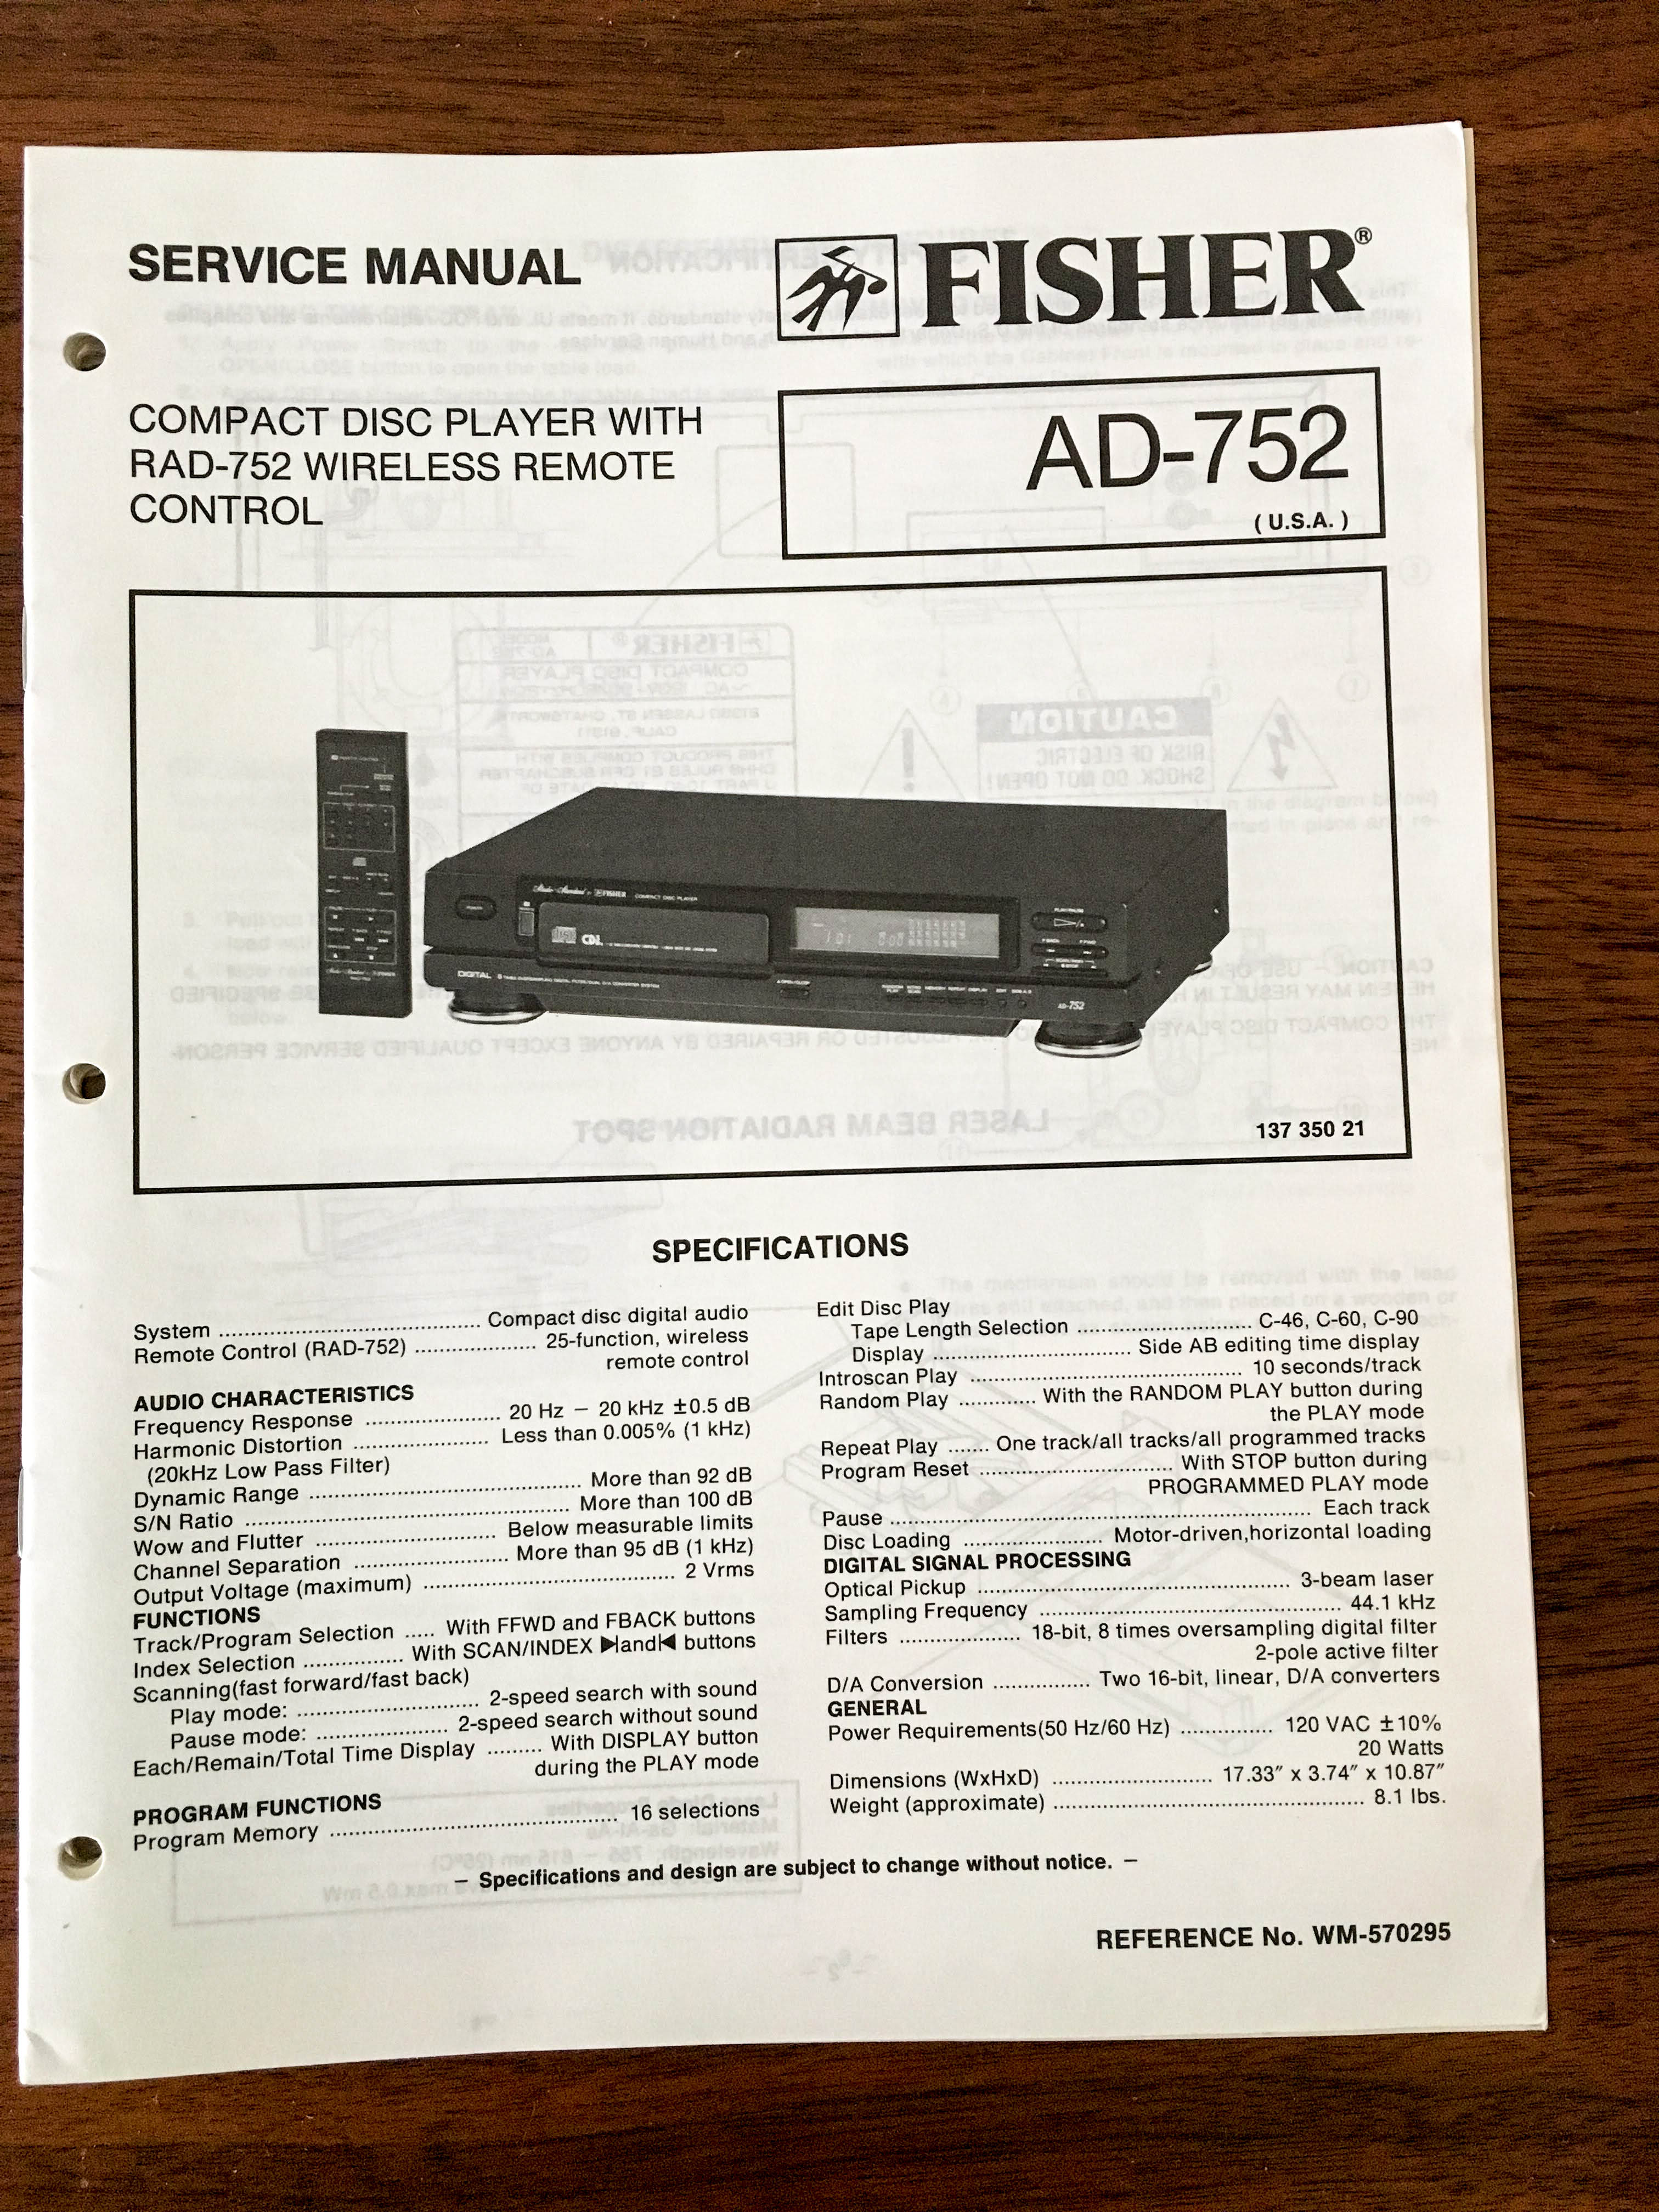 SERVICE MANUAL
FISHER®
COMPACT DISC PLAYER WITH
RAD-752 WIRELESS REMOTE
CONTROL
AD-752
( U.S.A. )
FISHER COMPACT DISC PLAYER
POWER
PLAY/PAUSE
DIGITAL
AD-752
137 350 21
SPECIFICATIONS
System ........ Compact disc digital audio
Remote Control (RAD-752) ........ 25-function, wireless
remote control
AUDIO CHARACTERISTICS
Frequency Response ........ 20 Hz — 20 kHz ±0.5 dB
Harmonic Distortion ........ Less than 0.005% (1 kHz)
(20kHz Low Pass Filter)
Dynamic Range ........ More than 92 dB
S/N Ratio ........ More than 100 dB
Wow and Flutter ........ Below measurable limits
Channel Separation ........ More than 95 dB (1 kHz)
Output Voltage (maximum) ........ 2 Vrms
FUNCTIONS
Track/Program Selection ..... With FFWD and FBACK buttons
Index Selection ........ With SCAN/INDEX ▶|and|◀ buttons
Scanning(fast forward/fast back)
Play mode: ........ 2-speed search with sound
Pause mode: ........ 2-speed search without sound
Each/Remain/Total Time Display ......... With DISPLAY button
during the PLAY mode
PROGRAM FUNCTIONS
Program Memory ........ 16 selections
Edit Disc Play
Tape Length Selection ........ C-46, C-60, C-90
Display ........ Side AB editing time display
Introscan Play ........ 10 seconds/track
Random Play ........ With the RANDOM PLAY button during
the PLAY mode
Repeat Play ....... One track/all tracks/all programmed tracks
Program Reset ........ With STOP button during
PROGRAMMED PLAY mode
Pause ........ Each track
Disc Loading ........ Motor-driven,horizontal loading
DIGITAL SIGNAL PROCESSING
Optical Pickup ........ 3-beam laser
Sampling Frequency ........ 44.1 kHz
Filters ........ 18-bit, 8 times oversampling digital filter
2-pole active filter
D/A Conversion ........ Two 16-bit, linear, D/A converters
GENERAL
Power Requirements(50 Hz/60 Hz) ........ 120 VAC ±10%
20 Watts
Dimensions (WxHxD) ........ 17.33″ x 3.74″ x 10.87″
Weight (approximate) ........ 8.1 lbs.
– Specifications and design are subject to change without notice. –
REFERENCE No. WM-570295